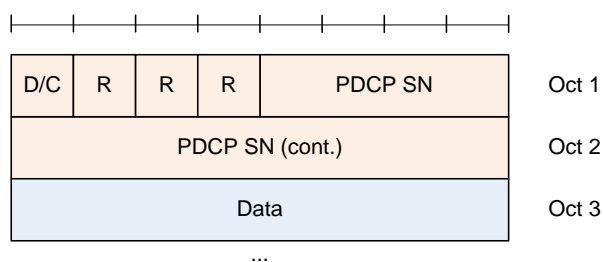 D/C R R R PDCP SN Oct 1
PDCP SN (cont.) Oct 2
Data Oct 3
...